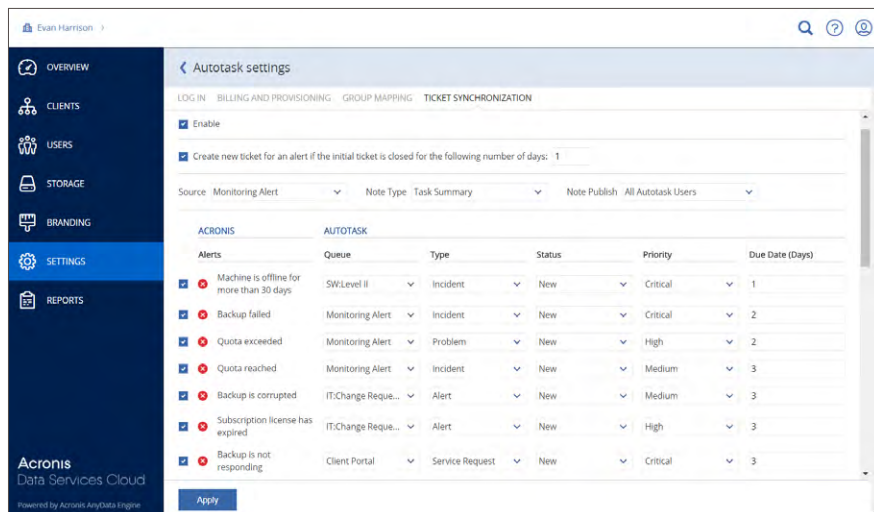 Evan Harrison
OVERVIEW
CLIENTS
USERS
STORAGE
BRANDING
SETTINGS
REPORTS
Acronis
Data Services Cloud
Powered by Acronis AnyData Engine
Autotask settings
LOG IN BILLING AND PROVISIONING GROUP MAPPING TICKET SYNCHRONIZATION
Enable
Create new ticket for an alert if the initial ticket is closed for the following number of days: 1
Source Monitoring Alert Note Type Task Summary Note Publish All Autotask Users
ACRONIS AUTOTASK
Alerts Queue Type Status Priority Due Date (Days)
Machine is offline for
more than 30 days SW:Level II Incident New Critical 1
Backup failed Monitoring Alert Incident New Critical 2
Quota exceeded Monitoring Alert Problem New High 2
Quota reached Monitoring Alert Incident New Medium 3
Backup is corrupted IT:Change Reque... Alert New Medium 3
Subscription license has
expired IT:Change Reque... Alert New High 3
Backup is not
responding Client Portal Service Request New Critical 3
Apply